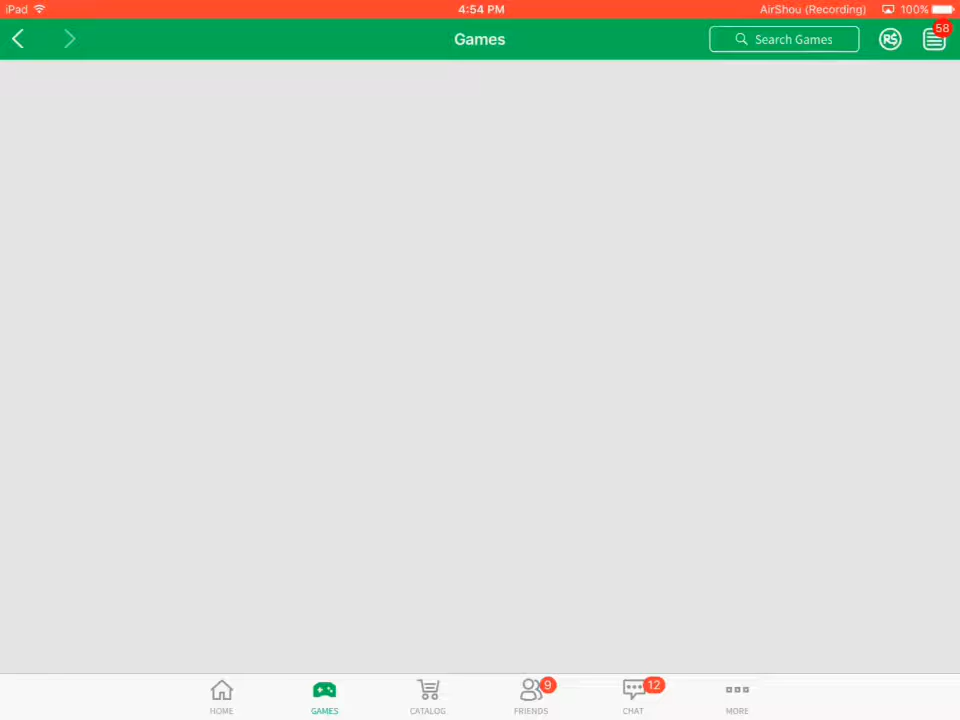 iPad 4:54 PM AirShou (Recording) 100%
Games Search Games R$ 58
9 12
HOME GAMES CATALOG FRIENDS CHAT MORE